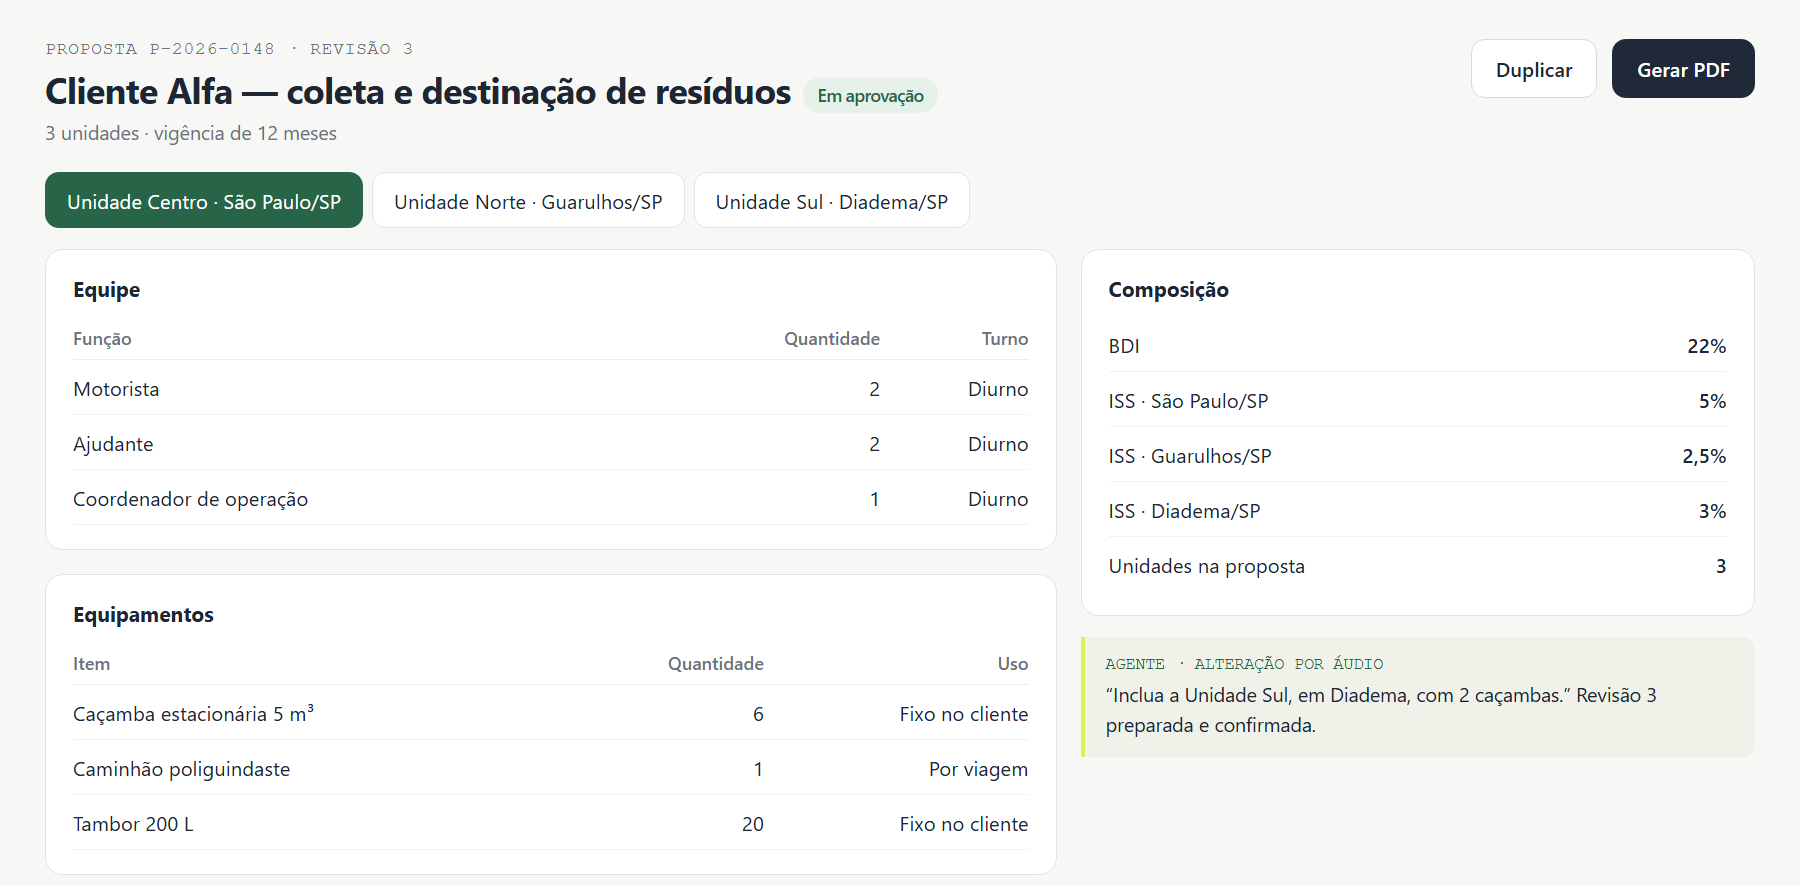 PROPOSTA P-2026-0148 · REVISÃO 3
Cliente Alfa — coleta e destinação de resíduos
Em aprovação
3 unidades · vigência de 12 meses
Duplicar
Gerar PDF
Unidade Centro · São Paulo/SP
Unidade Norte · Guarulhos/SP
Unidade Sul · Diadema/SP
Equipe
Função Quantidade Turno
Motorista 2 Diurno
Ajudante 2 Diurno
Coordenador de operação 1 Diurno
Equipamentos
Item Quantidade Uso
Caçamba estacionária 5 m³ 6 Fixo no cliente
Caminhão poliguindaste 1 Por viagem
Tambor 200 L 20 Fixo no cliente
Composição
BDI 22%
ISS · São Paulo/SP 5%
ISS · Guarulhos/SP 2,5%
ISS · Diadema/SP 3%
Unidades na proposta 3
AGENTE · ALTERAÇÃO POR ÁUDIO
“Inclua a Unidade Sul, em Diadema, com 2 caçambas.” Revisão 3
preparada e confirmada.